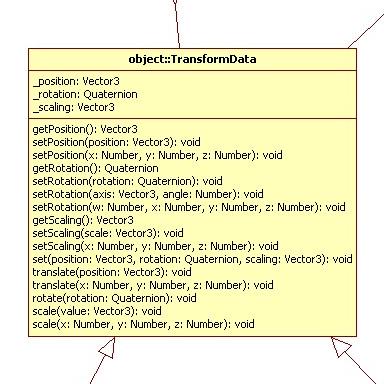 object::TransformData
_position: Vector3
_rotation: Quaternion
_scaling: Vector3
getPosition(): Vector3
setPosition(position: Vector3): void
setPosition(x: Number, y: Number, z: Number): void
getRotation(): Quaternion
setRotation(rotation: Quaternion): void
setRotation(axis: Vector3, angle: Number): void
setRotation(w: Number, x: Number, y: Number, z: Number): void
getScaling(): Vector3
setScaling(scale: Vector3): void
setScaling(x: Number, y: Number, z: Number): void
set(position: Vector3, rotation: Quaternion, scaling: Vector3): void
translate(position: Vector3): void
translate(x: Number, y: Number, z: Number): void
rotate(rotation: Quaternion): void
scale(value: Vector3): void
scale(x: Number, y: Number, z: Number): void